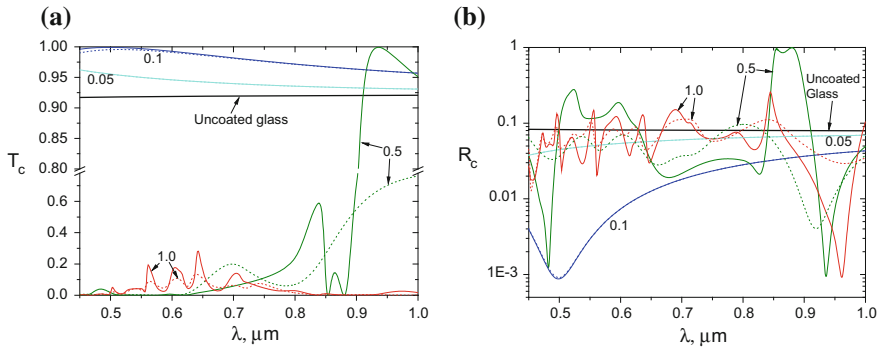 (a)
1.00
0.95
0.90
0.85
0.80
0.4
0.2
0.0
T_c
0.1
0.05
Uncoated glass
0.5
1.0
0.5 0.6 0.7 0.8 0.9 1.0
λ, μm
(b)
1
0.1
0.01
1E-3
R_c
1.0
0.5
Uncoated
Glass
0.05
0.1
0.5 0.6 0.7 0.8 0.9 1.0
λ, μm